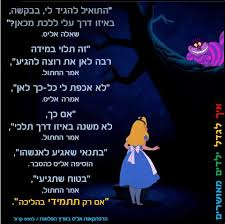 "התואיל להגיד לי, בבקשה,
באיזו דרך עלי ללכת מכאן?"
שאלה אליס.
"זה תלוי במידה
רבה לאן את רוצה להגיע",
אמר החתול.
"לא אכפת לי כל-כך לאן",
אמרה אליס.
"אם כך,
לא משנה באיזו דרך תלכי",
אמר החתול.
"בתנאי שאגיע לאנשהו",
הוסיפה אליס כהסבר.
"בטוח שתגיעי",
אמר החתול,
"אם רק תתמידי בהליכה".
הרפתקאות אליס בארץ הפלאות / לואיס קרול
איך לגדל ילדים מאושרים